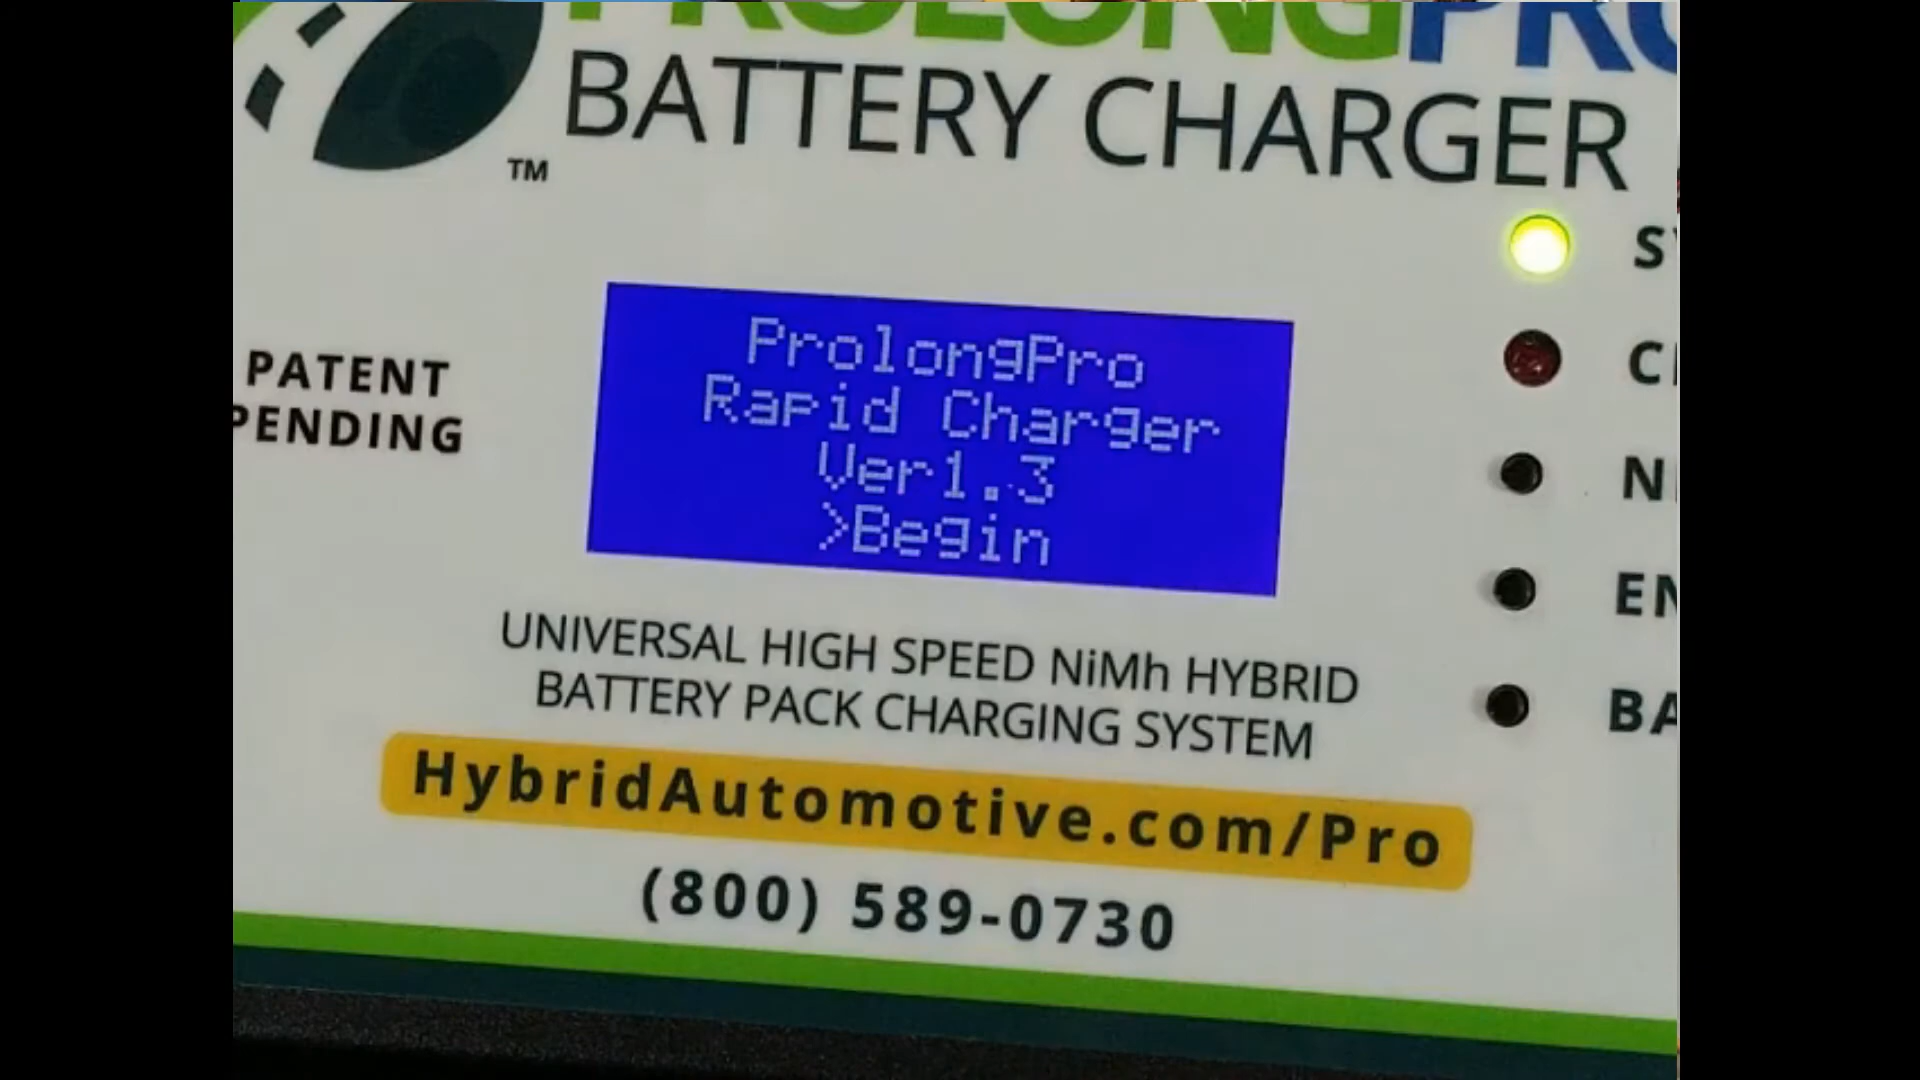 PROLONGPRO
BATTERY CHARGER
TM
PATENT
PENDING
ProlongPro
Rapid Charger
Ver1.3
>Begin
UNIVERSAL HIGH SPEED NiMh HYBRID
BATTERY PACK CHARGING SYSTEM
HybridAutomotive.com/Pro
(800) 589-0730